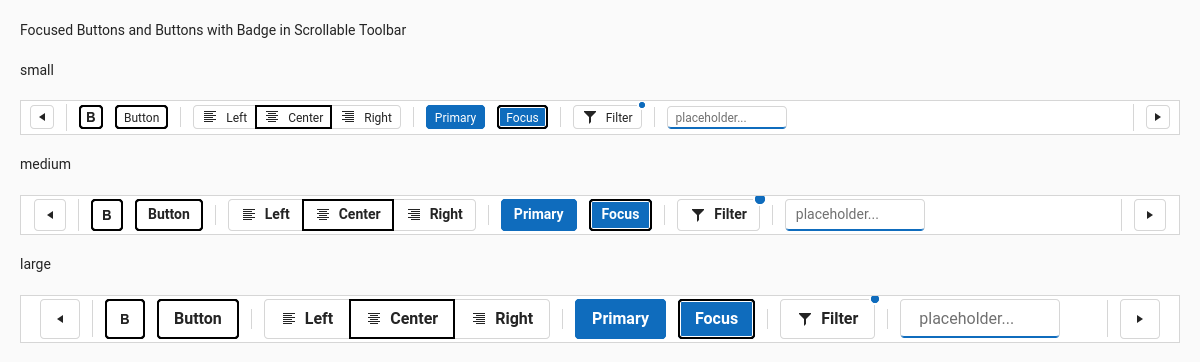 Focused Buttons and Buttons with Badge in Scrollable Toolbar
small
B Button Left Center Right Primary Focus Filter placeholder...
medium
B Button Left Center Right Primary Focus Filter placeholder...
large
B Button Left Center Right Primary Focus Filter placeholder...